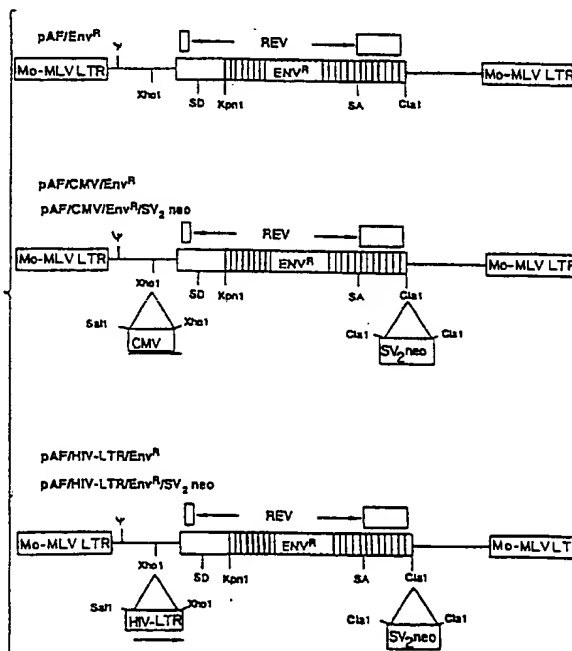 pAF/Env^R
REV
Mo-MLV LTR Ψ ENV^R Mo-MLV LTR
Xho1 SD Kpn1 SA Cla1
pAF/CMV/Env^R
pAF/CMV/Env^R/SV₂ neo
REV
Mo-MLV LTR Ψ ENV^R Mo-MLV LTR
Xho1 SD Kpn1 SA Cla1
Sal1 Xho1 Cla1 Cla1
CMV SV₂neo
pAF/HIV-LTR/Env^R
pAF/HIV-LTR/Env^R/SV₂ neo
REV
Mo-MLV LTR Ψ ENV^R Mo-MLV LT
Xho1 SD Kpn1 SA Cla1
Sal1 Xho1 Cla1 Cla1
HIV-LTR SV₂neo